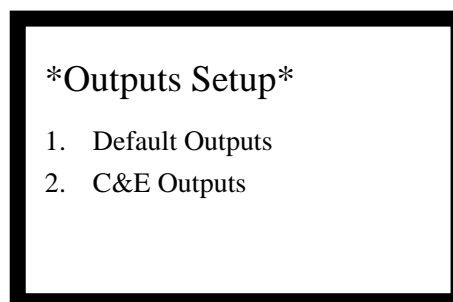 *Outputs Setup*
1. Default Outputs
2. C&E Outputs